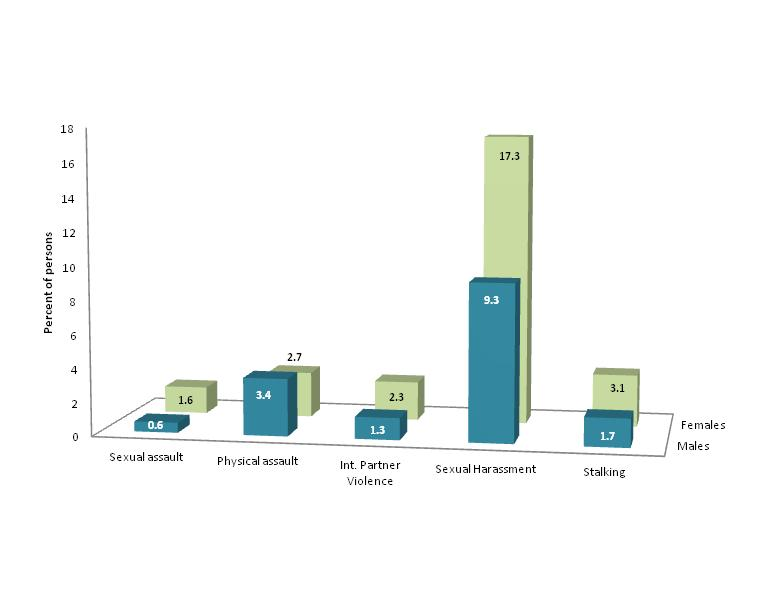 18
16
14
12
10
8
6
4
2
0
Percent of persons
17.3
9.3
2.7
3.4
1.6
0.6
2.3
1.3
3.1
1.7
Females
Males
Sexual assault
Physical assault
Int. Partner
Violence
Sexual Harassment
Stalking